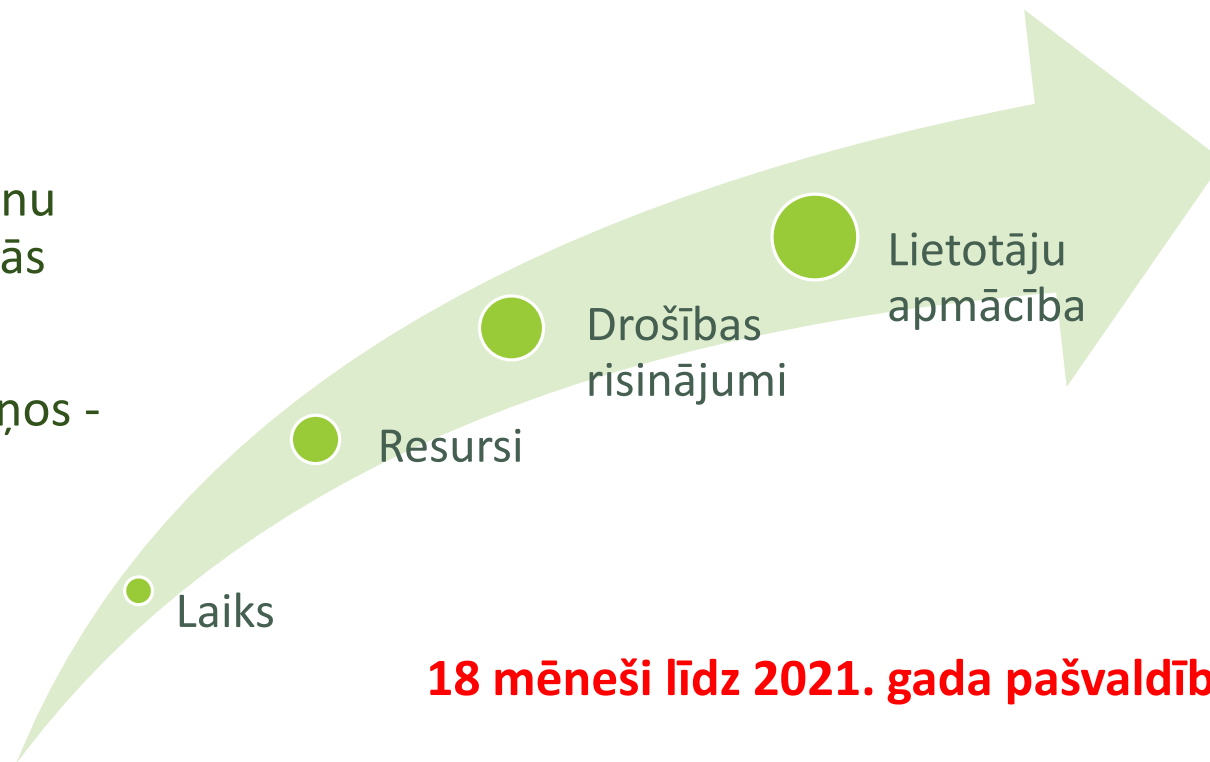 nu
ās
ņos -
Lietotāju
apmācība
Drošības
risinājumi
Resursi
Laiks
18 mēneši līdz 2021. gada pašvaldīb